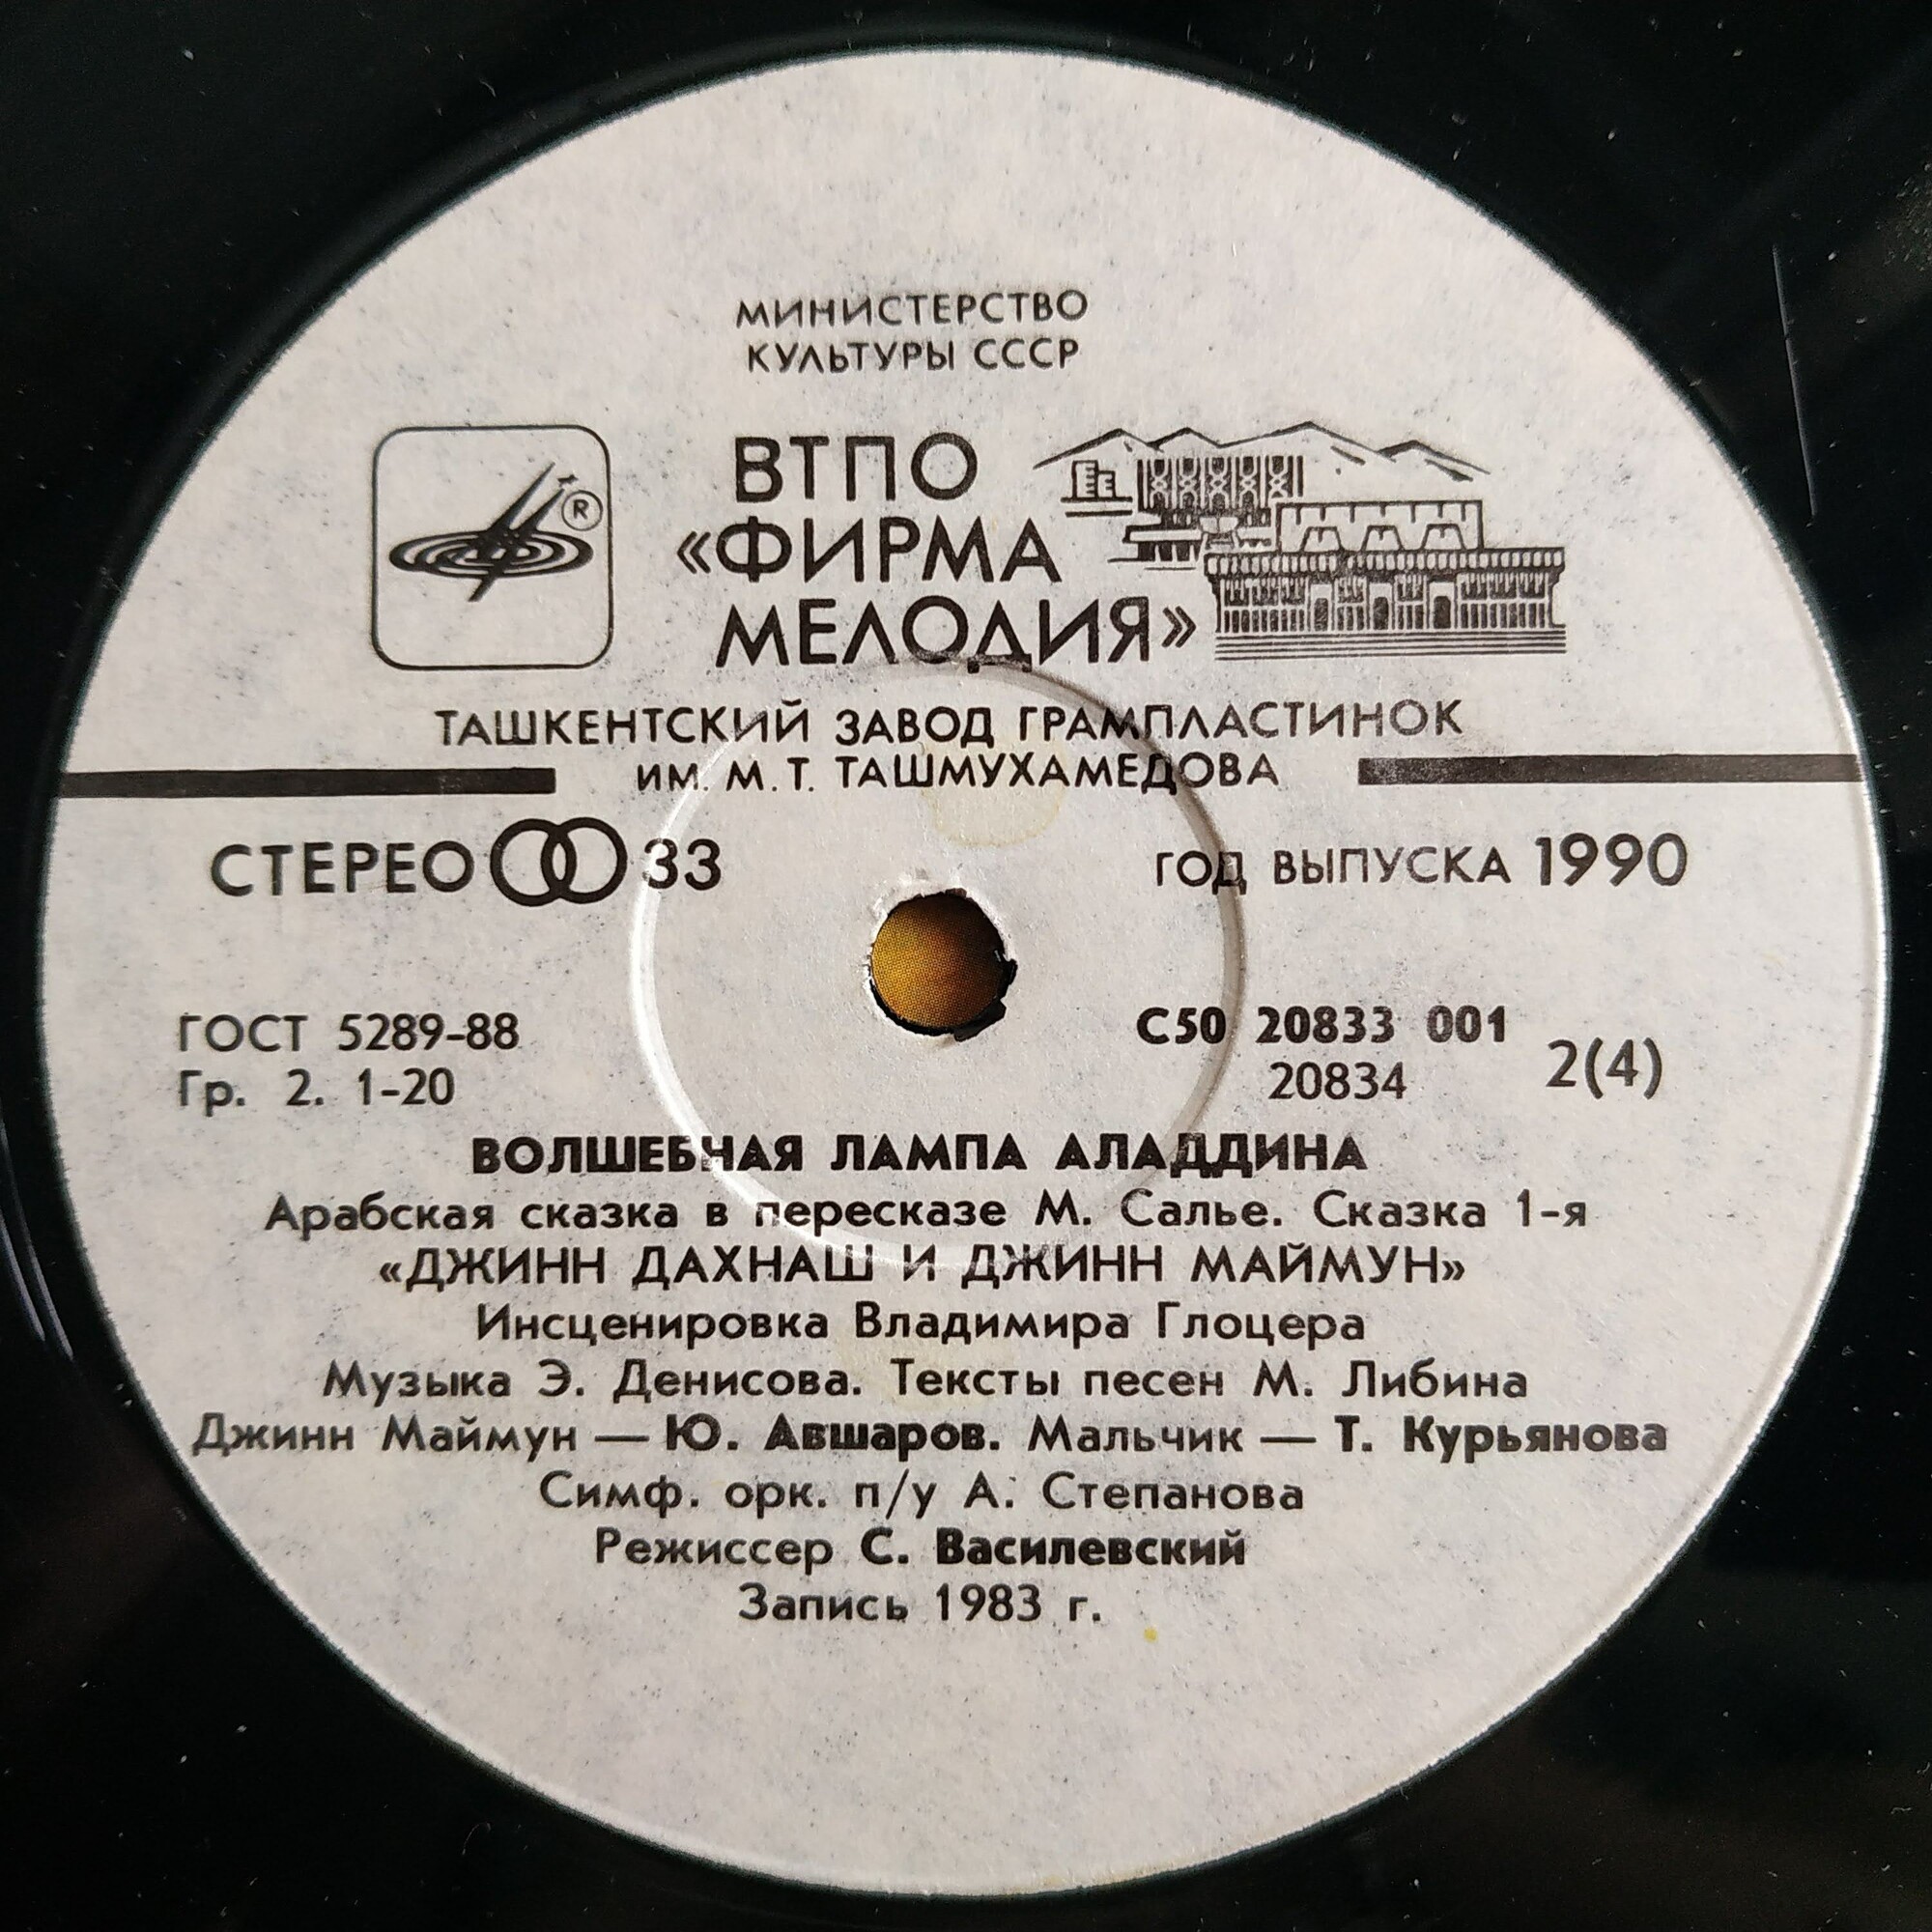 МИНИСТЕРСТВО
КУЛЬТУРЫ СССР
ВТПО
«ФИРМА
МЕЛОДИЯ»
®
ТАШКЕНТСКИЙ ЗАВОД ГРАМПЛАСТИНОК
ИМ. М.Т. ТАШМУХАМЕДОВА
СТЕРЕО 33
ГОД ВЫПУСКА 1990
ГОСТ 5289-88
Гр. 2. 1-20
С50 20833 001
20834
2(4)
ВОЛШЕБНАЯ ЛАМПА АЛАДДИНА
Арабская сказка в пересказе М. Салье. Сказка 1-я
«ДЖИНН ДАХНАШ И ДЖИНН МАЙМУН»
Инсценировка Владимира Глоцера
Музыка Э. Денисова. Тексты песен М. Либина
Джинн Маймун — Ю. Авшаров. Мальчик — Т. Курьянова
Симф. орк. п/у А. Степанова
Режиссер С. Василевский
Запись 1983 г.